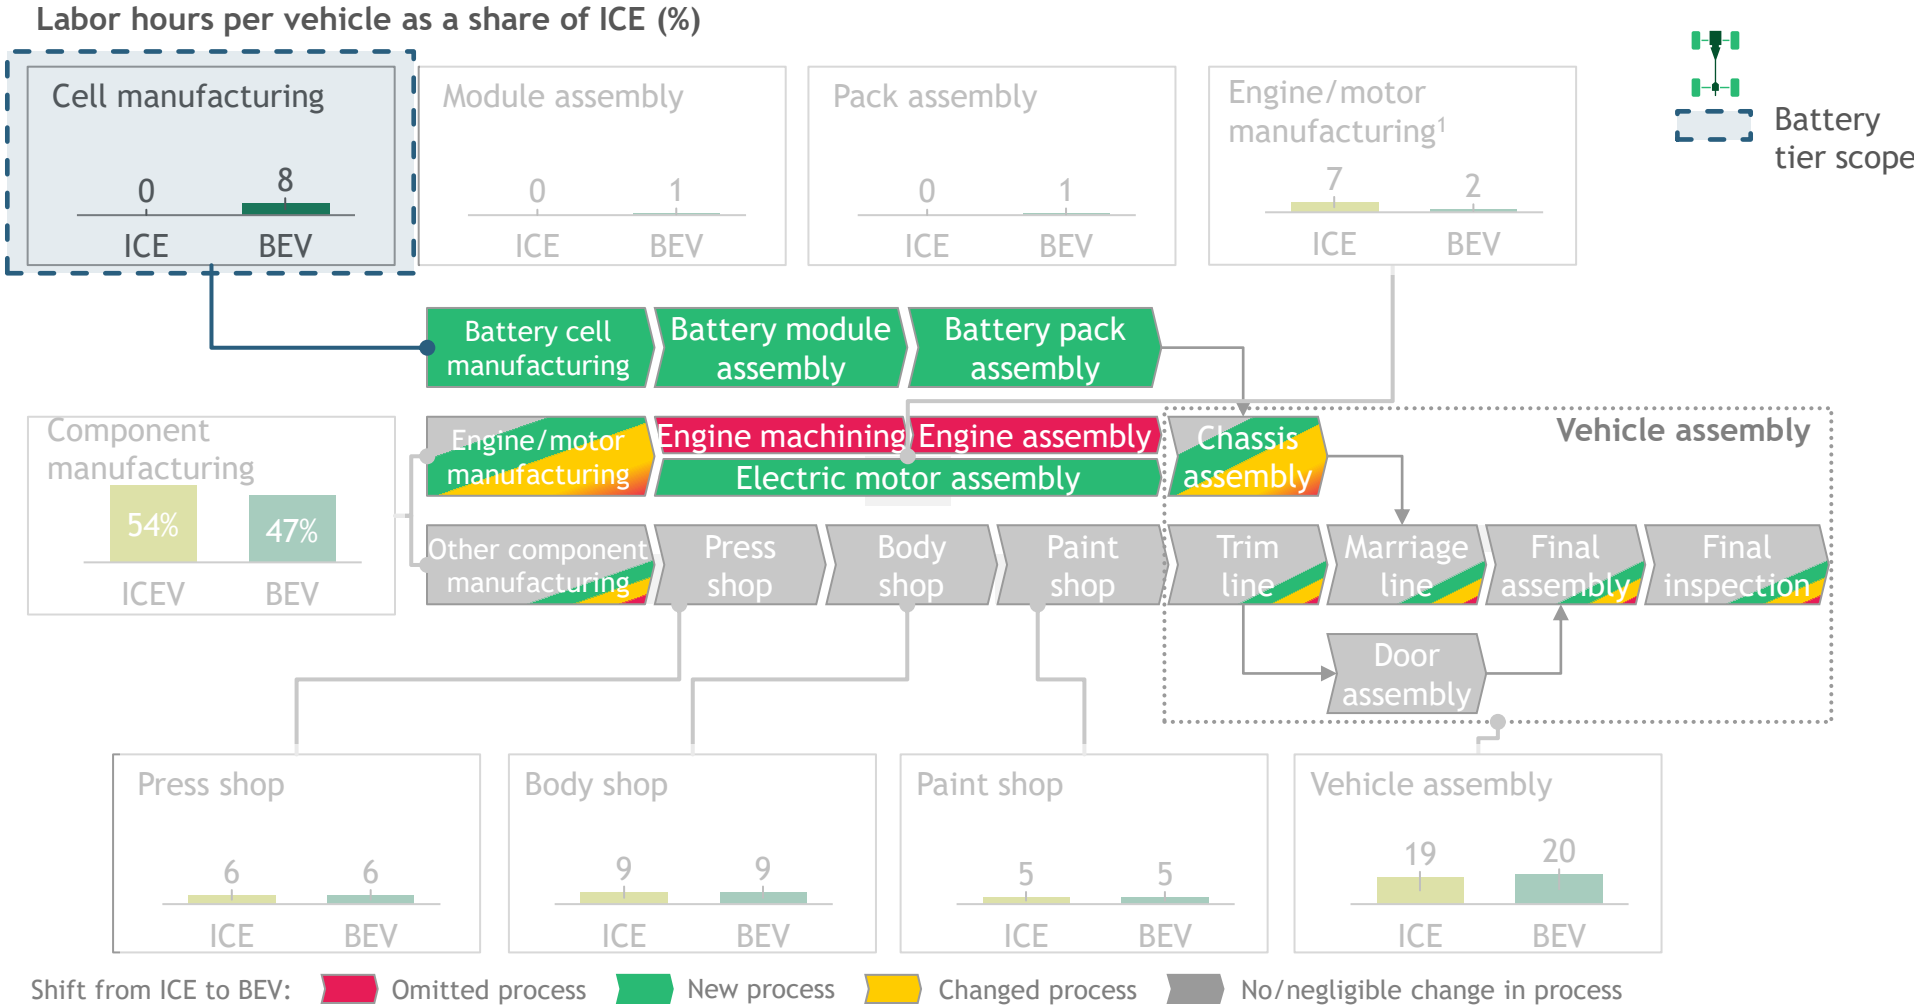 Labor hours per vehicle as a share of ICE (%)
Cell manufacturing
0
8
ICE
BEV
Module assembly
0
1
ICE
BEV
Pack assembly
0
1
ICE
BEV
Engine/motor
manufacturing¹
7
2
ICE
BEV
Battery
tier scope
Battery cell
manufacturing
Battery module
assembly
Battery pack
assembly
Component
manufacturing
54%
47%
ICEV
BEV
Engine/motor
manufacturing
Engine machining
Engine assembly
Electric motor assembly
Chassis
assembly
Vehicle assembly
Other component
manufacturing
Press
shop
Body
shop
Paint
shop
Trim
line
Marriage
line
Final
assembly
Final
inspection
Door
assembly
Press shop
6
6
ICE
BEV
Body shop
9
9
ICE
BEV
Paint shop
5
5
ICE
BEV
Vehicle assembly
19
20
ICE
BEV
Shift from ICE to BEV:
Omitted process
New process
Changed process
No/negligible change in process